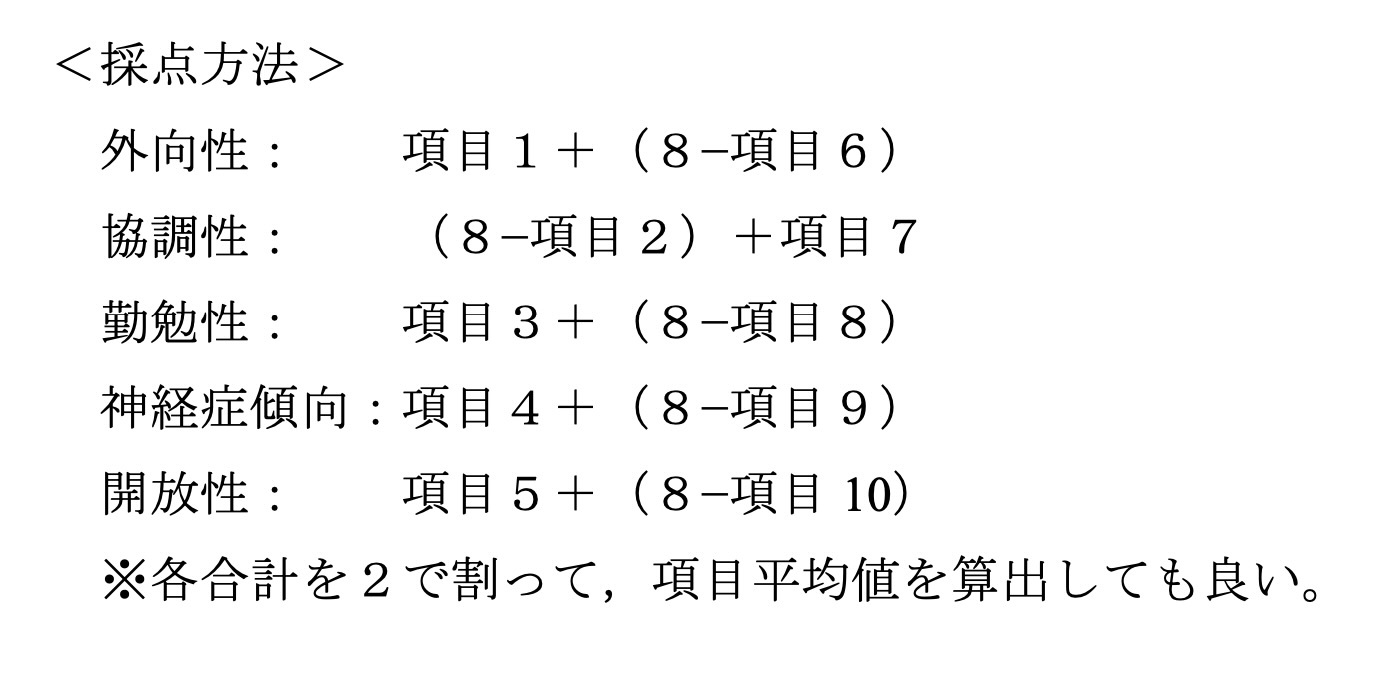 ＜採点方法＞
外向性：　　項目１＋（８−項目６）
協調性：　　（８−項目２）＋項目７
勤勉性：　　項目３＋（８−項目８）
神経症傾向：項目４＋（８−項目９）
開放性：　　項目５＋（８−項目 10）
※各合計を２で割って，項目平均値を算出しても良い。